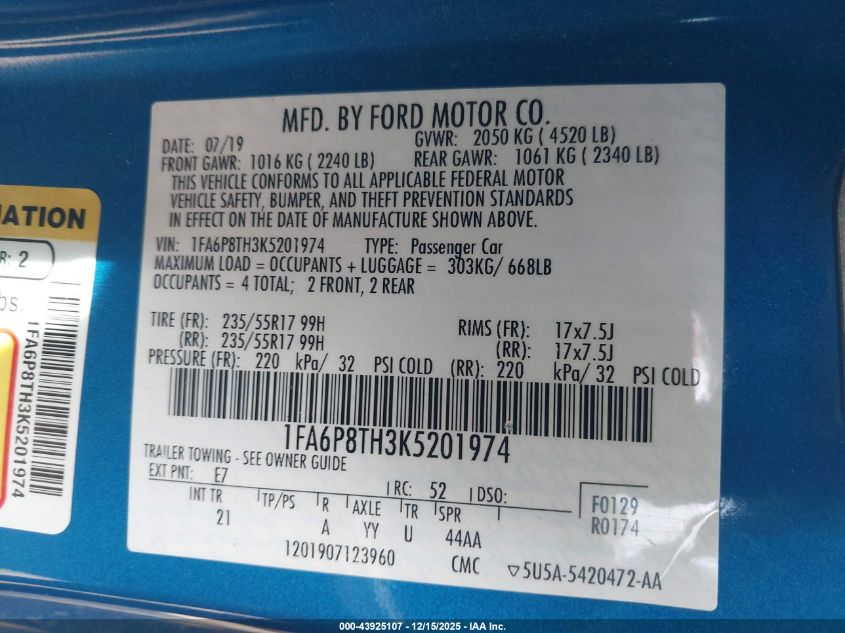 MFD. BY FORD MOTOR CO.
DATE: 07/19
GVWR: 2050 KG ( 4520 LB)
FRONT GAWR: 1016 KG ( 2240 LB)
REAR GAWR: 1061 KG ( 2340 LB)
THIS VEHICLE CONFORMS TO ALL APPLICABLE FEDERAL MOTOR
VEHICLE SAFETY, BUMPER, AND THEFT PREVENTION STANDARDS
IN EFFECT ON THE DATE OF MANUFACTURE SHOWN ABOVE.
VIN: 1FA6P8TH3K5201974 TYPE: Passenger Car
MAXIMUM LOAD = OCCUPANTS + LUGGAGE = 303KG/ 668LB
OCCUPANTS = 4 TOTAL; 2 FRONT, 2 REAR
TIRE (FR): 235/55R17 99H RIMS (FR): 17x7.5J
(RR): 235/55R17 99H (RR): 17x7.5J
PRESSURE (FR): 220 kPa/ 32 PSI COLD (RR): 220 kPa/ 32 PSI COLD
1FA6P8TH3K5201974
TRAILER TOWING - SEE OWNER GUIDE
EXT PNT: E7 RC: 52 DSO:
INT TR TP/PS R AXLE TR SPR
21 A YY U 44AA
F0129
R0174
1201907123960 CMC 5U5A-5420472-AA
MATION
R: 2
bs.
1FA6P8TH3K5201974
000-43925107 - 12/15/2025 - IAA Inc.